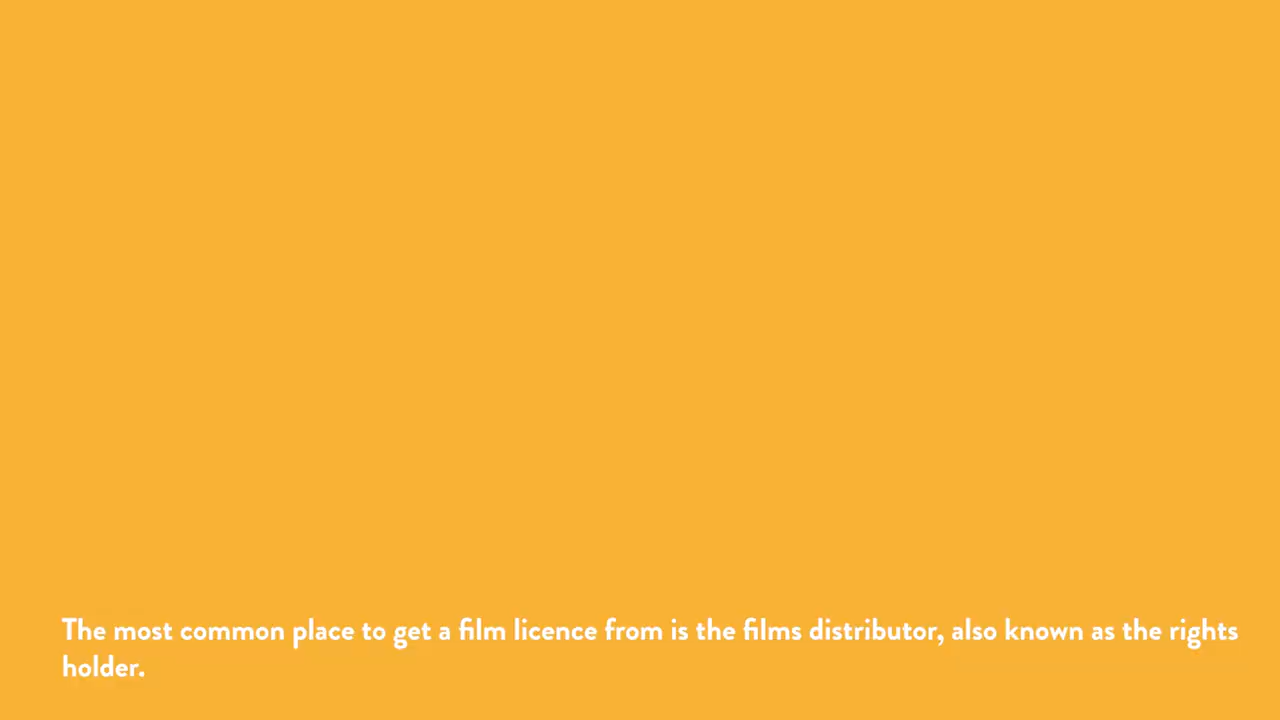 The most common place to get a film licence from is the films distributor, also known as the rights
holder.